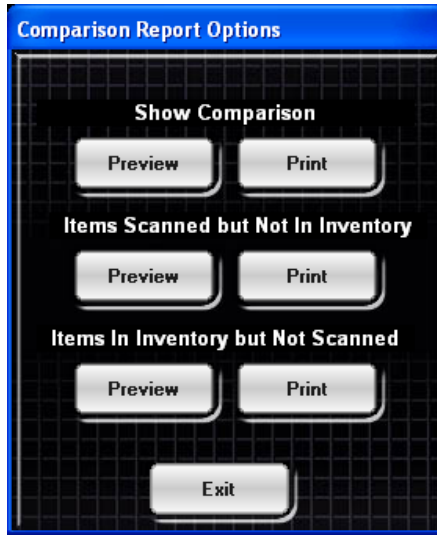 Comparison Report Options
Show Comparison
Preview Print
Items Scanned but Not In Inventory
Preview Print
Items In Inventory but Not Scanned
Preview Print
Exit